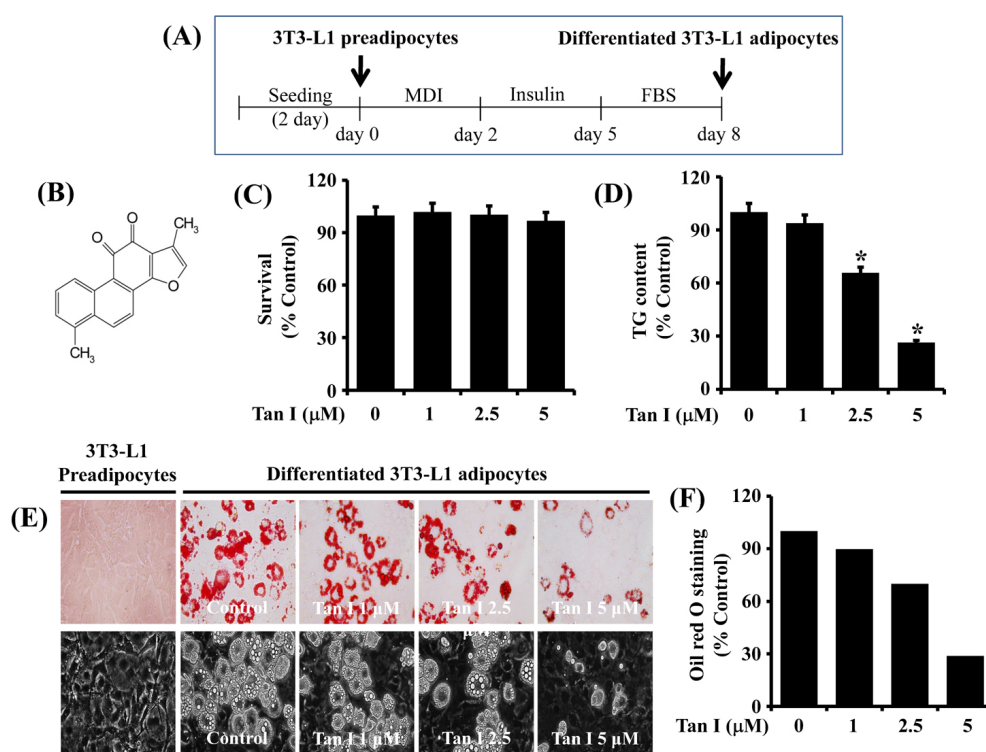 (A)
3T3-L1 preadipocytes
Differentiated 3T3-L1 adipocytes
Seeding
(2 day)
MDI
Insulin
FBS
day 0
day 2
day 5
day 8
(B)
O
O
CH3
O
CH3
(C)
Survival
(% Control)
120
90
60
30
0
Tan I (µM) 0 1 2.5 5
(D)
TG content
(% Control)
120
90
60
30
0
*
*
Tan I (µM) 0 1 2.5 5
3T3-L1
Preadipocytes
Differentiated 3T3-L1 adipocytes
(E)
Control
Tan I 1 µM
Tan I 2.5
Tan I 5 µM
µM
Control
Tan I 1 µM
Tan I 2.5
Tan I 5 µM
(F)
Oil red O staining
(% Control)
120
90
60
30
0
Tan I (µM) 0 1 2.5 5